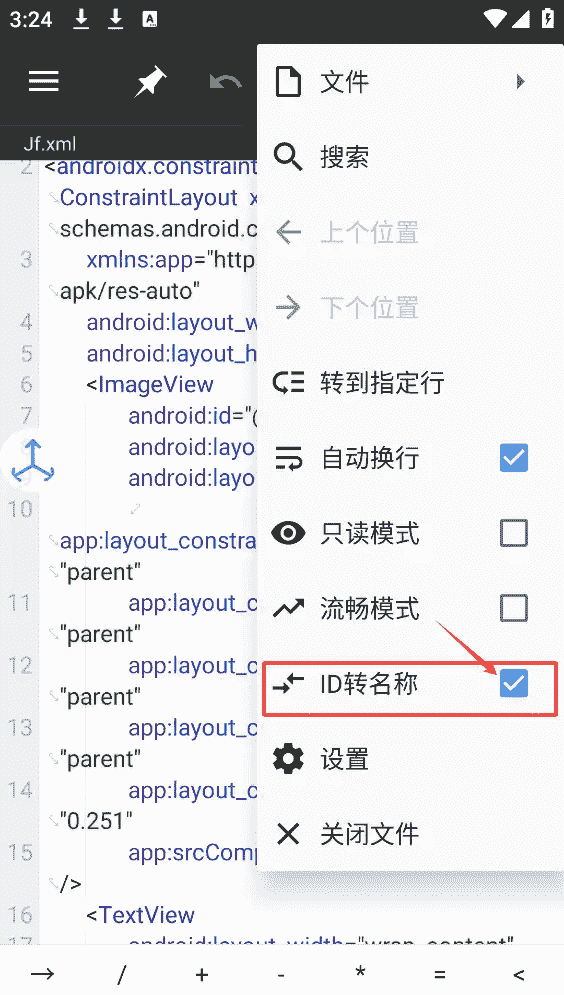 3:24
A
Jf.xml
文件
搜索
上个位置
下个位置
转到指定行
自动换行
只读模式
流畅模式
ID转名称
设置
关闭文件
2 <androidx.constraint
ConstraintLayout x
schemas.android.c
3 xmlns:app="http
apk/res-auto"
4 android:layout_w
5 android:layout_h
6 <ImageView
7 android:id="(
android:layo
android:layo
10
app:layout_constra
"parent"
11 app:layout_c
"parent"
12 app:layout_c
"parent"
13 app:layout_c
"parent"
14 app:layout_c
"0.251"
15 app:srcComp
/>
16 <TextView
17 android:layout_width="wrap_content"
→ / + - * = <